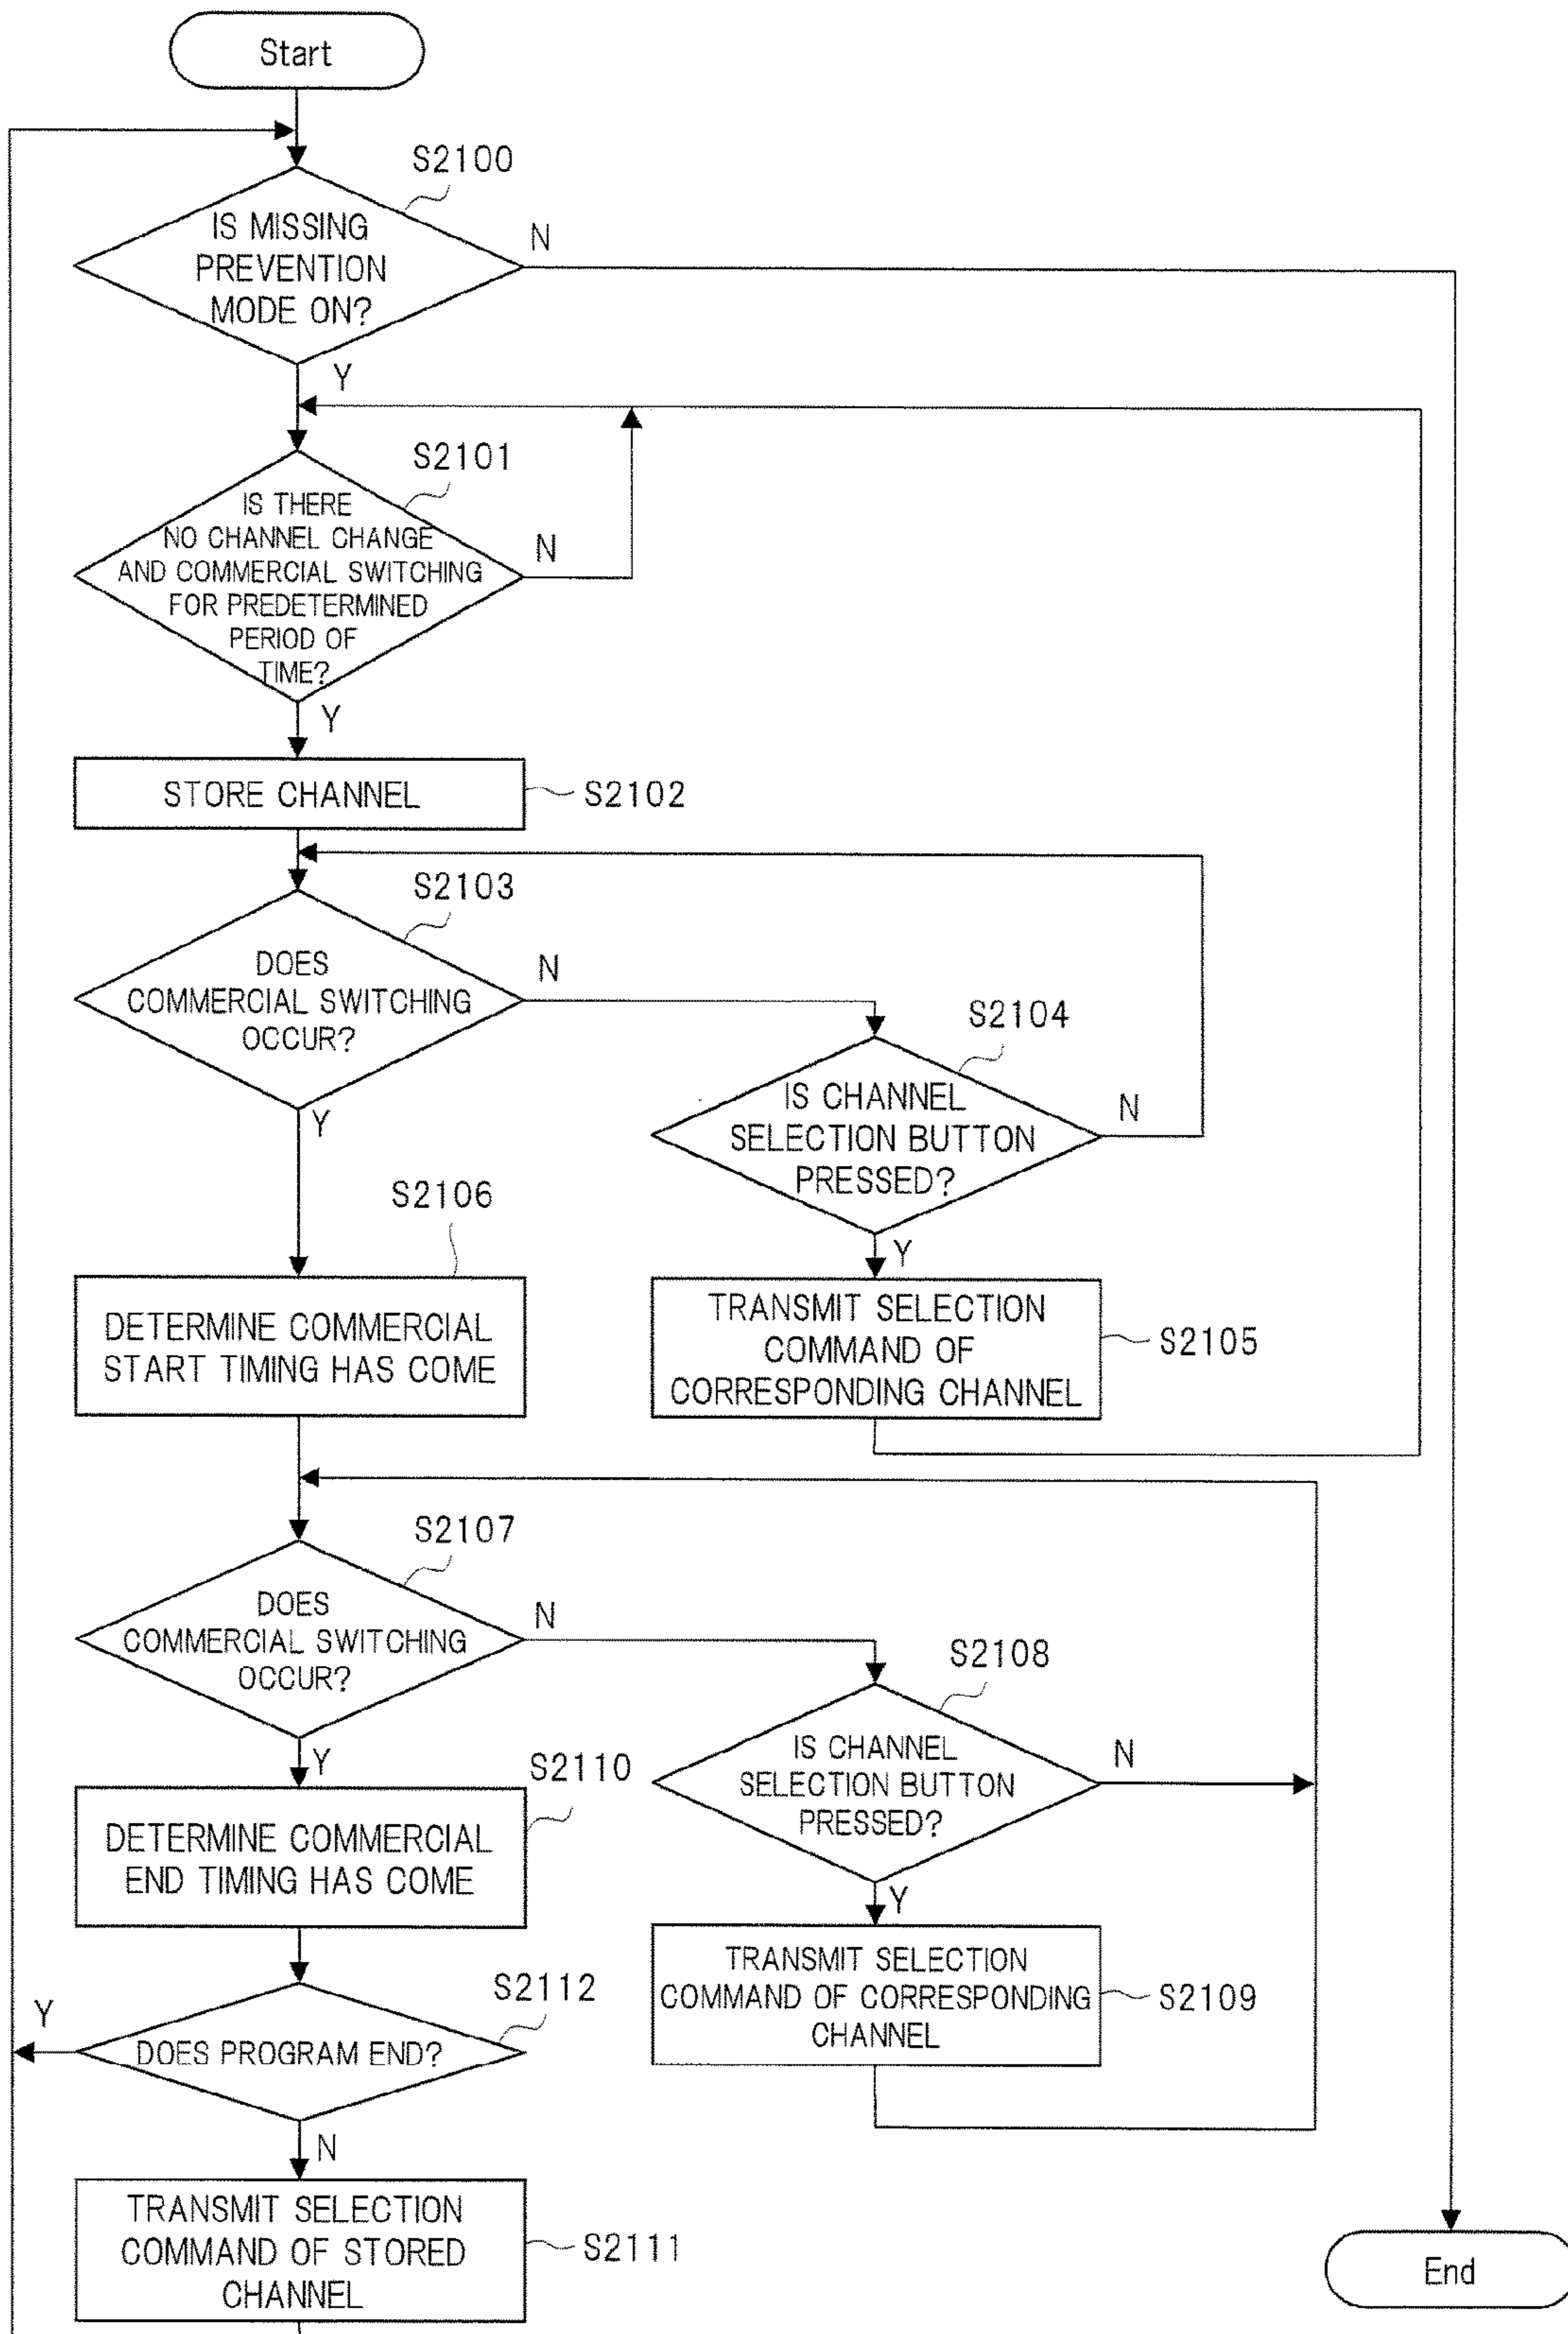 Start
S2100
IS MISSING
PREVENTION
MODE ON?
N
Y
S2101
IS THERE
NO CHANNEL CHANGE
AND COMMERCIAL SWITCHING
FOR PREDETERMINED
PERIOD OF
TIME?
N
Y
STORE CHANNEL
S2102
S2103
DOES
COMMERCIAL SWITCHING
OCCUR?
N
Y
S2104
IS CHANNEL
SELECTION BUTTON
PRESSED?
N
Y
TRANSMIT SELECTION
COMMAND OF
CORRESPONDING CHANNEL
S2105
S2106
DETERMINE COMMERCIAL
START TIMING HAS COME
S2107
DOES
COMMERCIAL SWITCHING
OCCUR?
N
Y
S2108
IS CHANNEL
SELECTION BUTTON
PRESSED?
N
Y
TRANSMIT SELECTION
COMMAND OF CORRESPONDING
CHANNEL
S2109
S2110
DETERMINE COMMERCIAL
END TIMING HAS COME
S2112
DOES PROGRAM END?
Y
N
TRANSMIT SELECTION
COMMAND OF STORED
CHANNEL
S2111
End